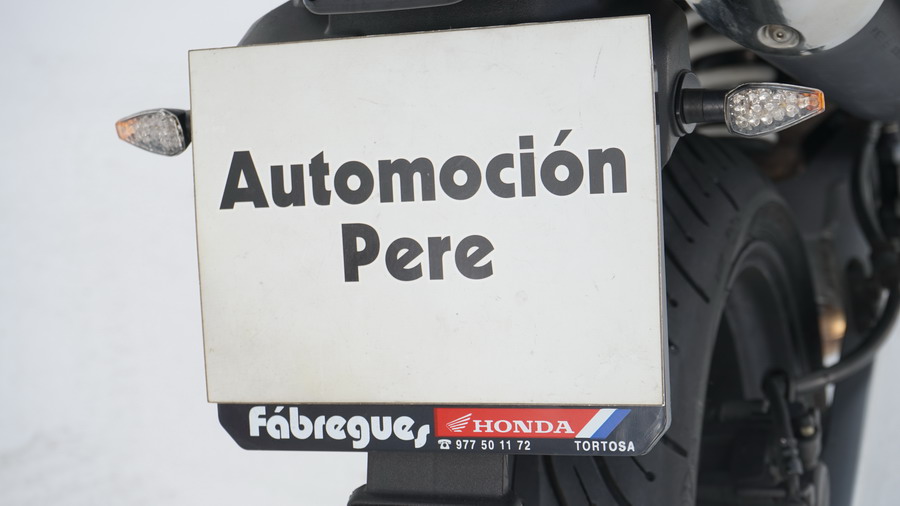 Automoción
Pere
Fábregues HONDA
☎ 977 50 11 72 TORTOSA